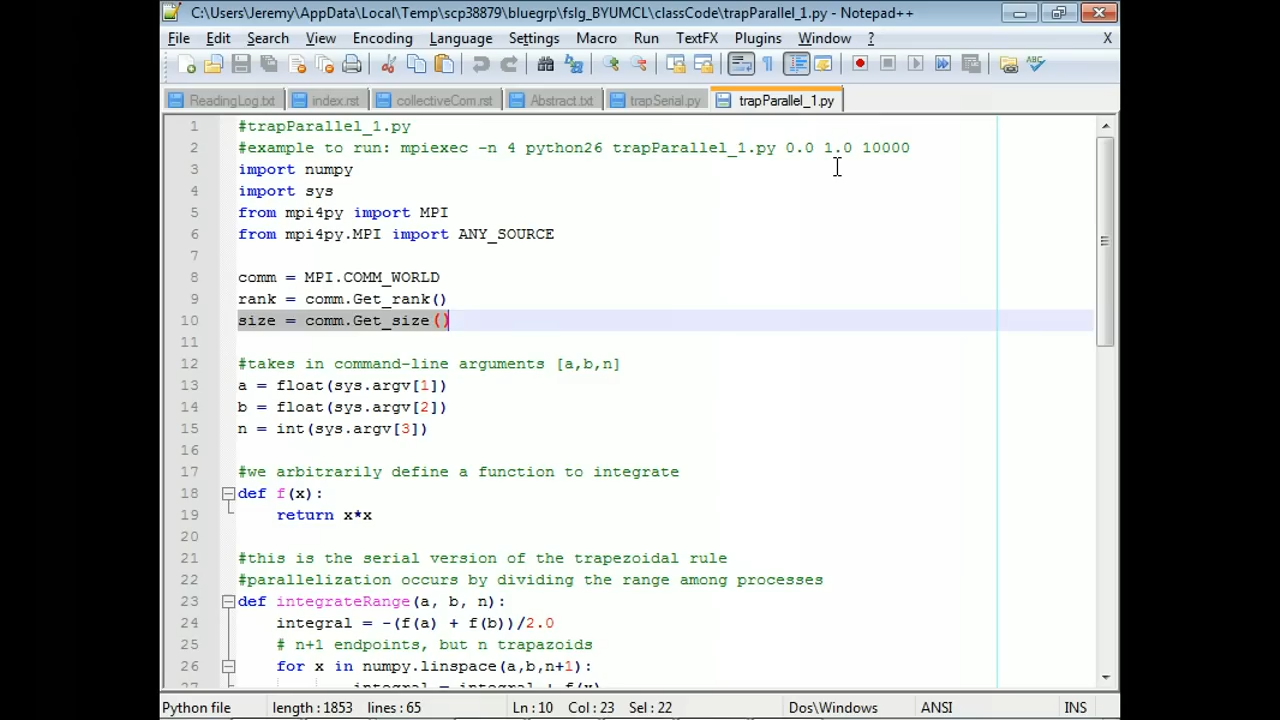 C:\Users\Jeremy/AppData\Local\Temp\scp38879\bluegrp\fslg_BYUMCL\classCode\trapParallel_1.py - Notepad++
File Edit Search View Encoding Language Settings Macro Run TextFX Plugins Window ? X
ReadingLog.txt index.rst collectiveCom.rst Abstract.txt trapSerial.py trapParallel_1.py
1 #trapParallel_1.py
2 #example to run: mpiexec -n 4 python26 trapParallel_1.py 0.0 1.0 10000
3 import numpy
4 import sys
5 from mpi4py import MPI
6 from mpi4py.MPI import ANY_SOURCE
7
8 comm = MPI.COMM_WORLD
9 rank = comm.Get_rank()
10 size = comm.Get_size()
11
12 #takes in command-line arguments [a,b,n]
13 a = float(sys.argv[1])
14 b = float(sys.argv[2])
15 n = int(sys.argv[3])
16
17 #we arbitrarily define a function to integrate
18 def f(x):
19 return x*x
20
21 #this is the serial version of the trapezoidal rule
22 #parallelization occurs by dividing the range among processes
23 def integrateRange(a, b, n):
24 integral = -(f(a) + f(b))/2.0
25 # n+1 endpoints, but n trapazoids
26 for x in numpy.linspace(a,b,n+1):
27 integral = integral + f(x)
Python file length : 1853 lines : 65 Ln : 10 Col : 23 Sel : 22 Dos\Windows ANSI INS